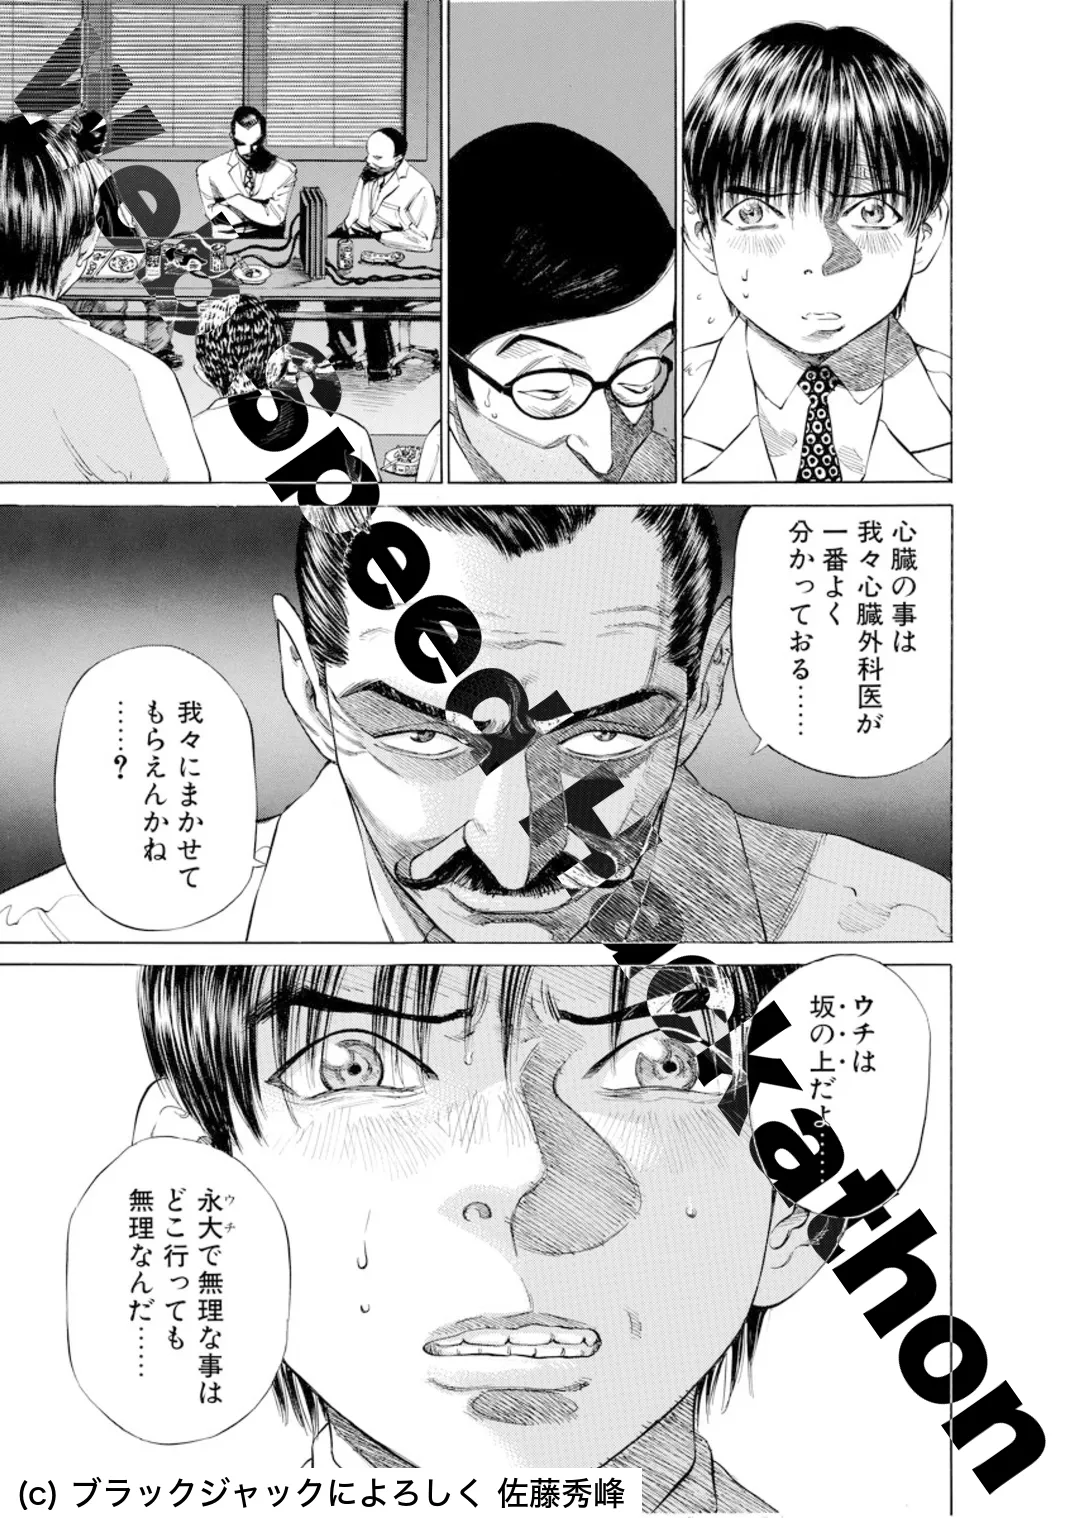 心臓の事は
我々心臓外科医が
一番よく
分かっておる……
我々にまかせて
もらえんかね
……?
ウチは
坂の上だよ……
ウチ
永大で無理な事は
どこ行っても
無理なんだ……
(c) ブラックジャックによろしく 佐藤秀峰